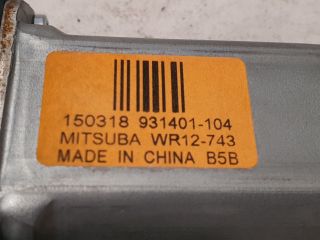 150318 931401-104
MITSUBA WR12-743
MADE IN CHINA B5B